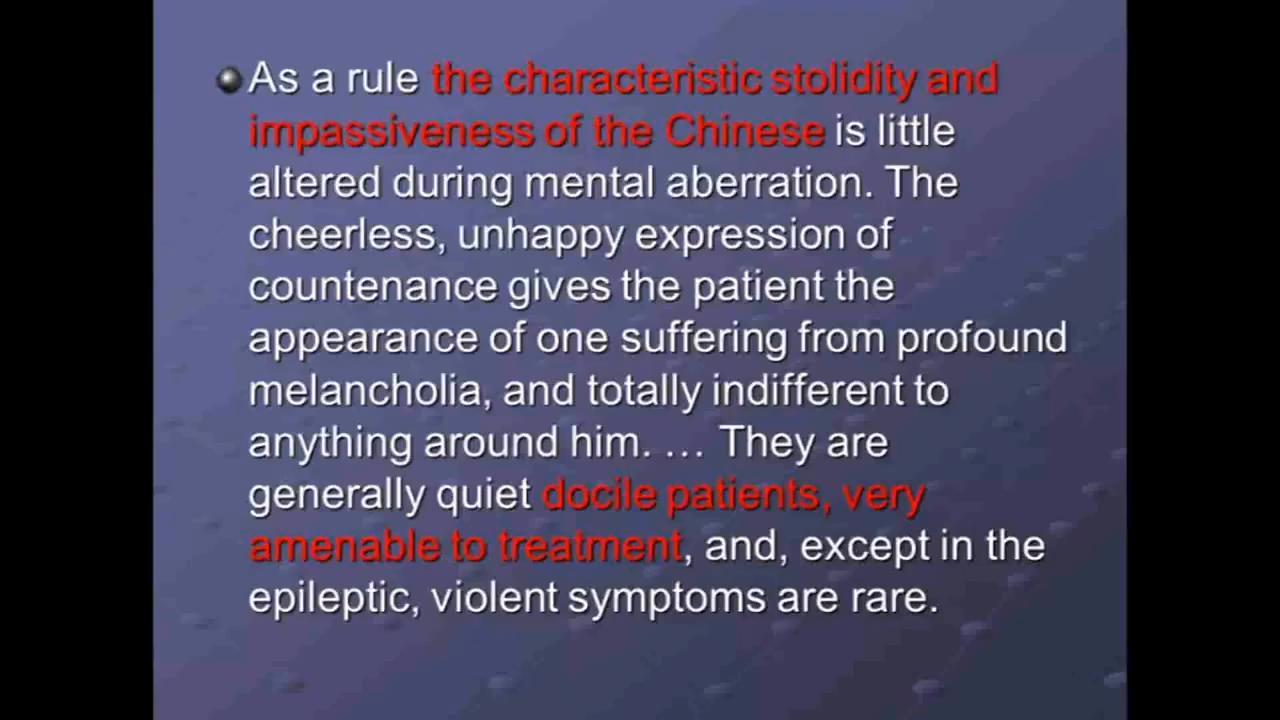 As a rule the characteristic stolidity and
impassiveness of the Chinese is little
altered during mental aberration. The
cheerless, unhappy expression of
countenance gives the patient the
appearance of one suffering from profound
melancholia, and totally indifferent to
anything around him. … They are
generally quiet docile patients, very
amenable to treatment, and, except in the
epileptic, violent symptoms are rare.